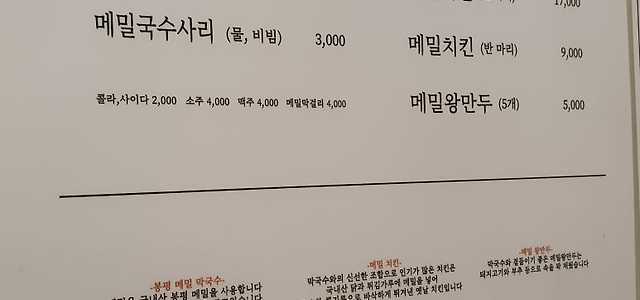 17,000
메밀국수사리 (물, 비빔) 3,000
메밀치킨 (반 마리) 9,000
콜라,사이다 2,000 소주 4,000 맥주 4,000 메밀막걸리 4,000
메밀왕만두 (5개) 5,000
-봉평 메밀 막국수-
국내산 봉평 메밀을 사용합니다
-메밀 치킨-
막국수와의 신선한 조합으로 인기가 많은 치킨은
국내산 닭과 튀김가루에 메밀을 넣어
바삭하게 튀겨낸 옛날 치킨입니다
-메밀 왕만두-
막국수와 곁들이기 좋은 메밀왕만두는
돼지고기와 부추 등으로 속을 꽉 채웠습니다